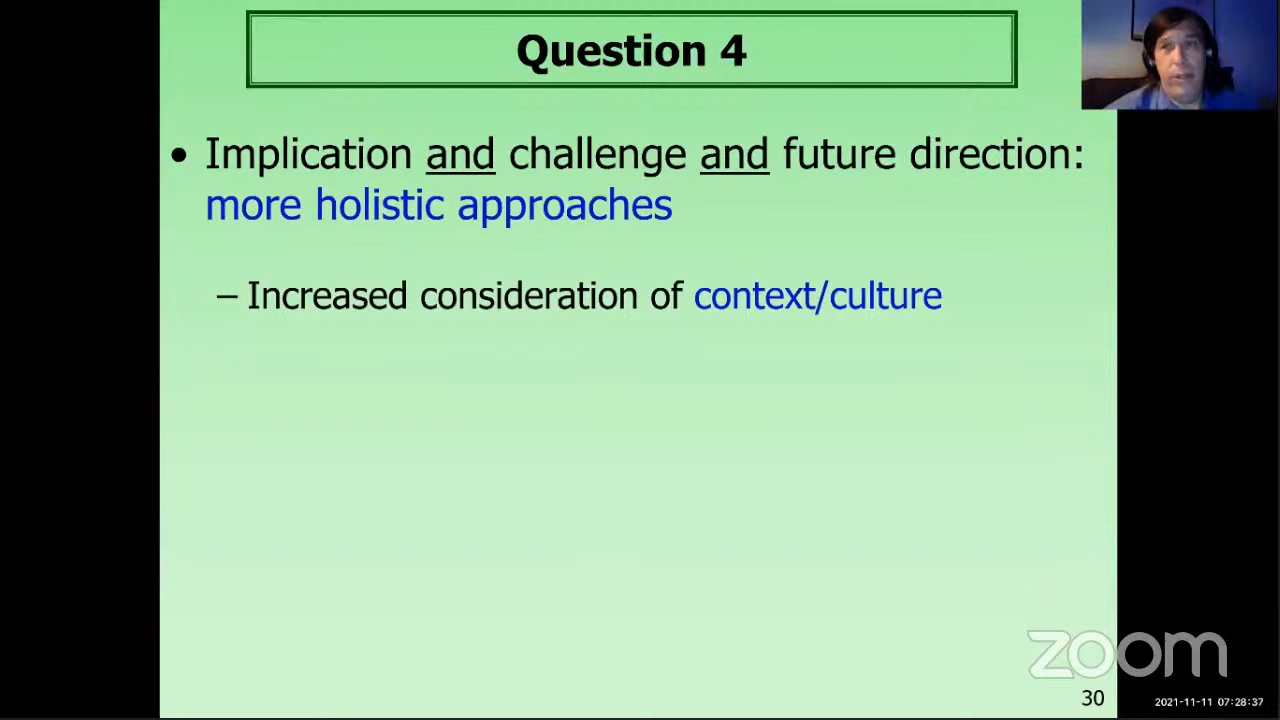 Question 4
• Implication and challenge and future direction:
more holistic approaches
– Increased consideration of context/culture
zoom
30
2021-11-11 07:28:37